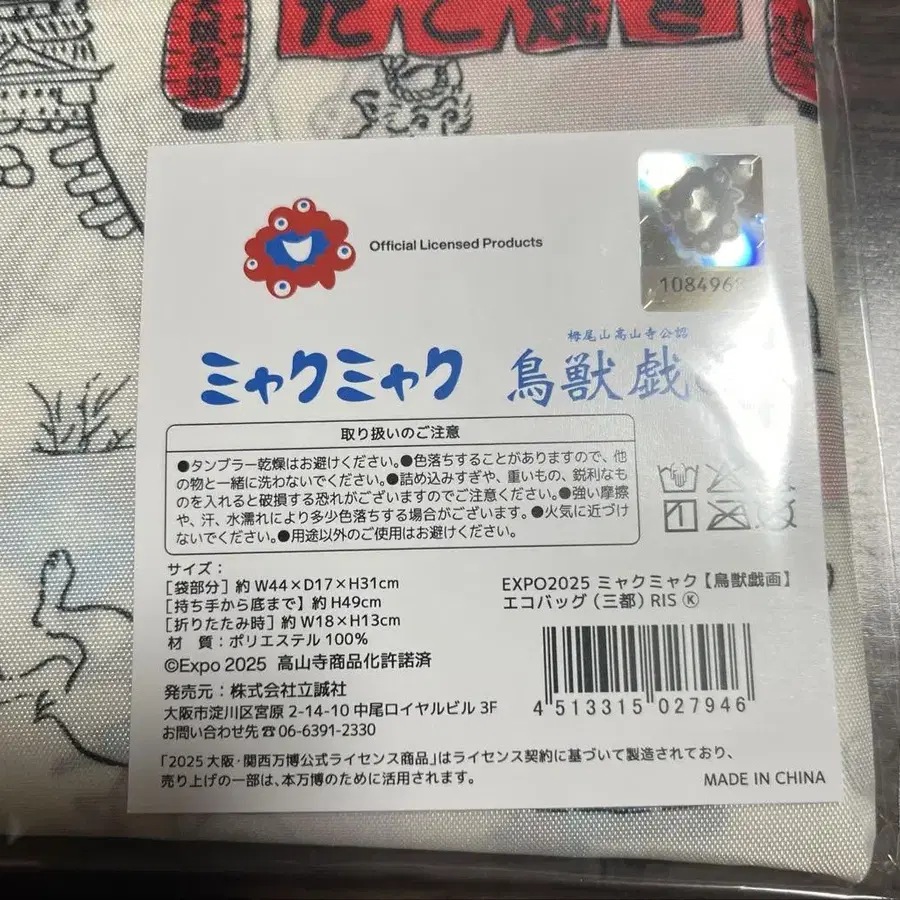 たこ焼き
Official Licensed Products
108496
栂尾山高山寺公認
ミャクミャク 鳥獣戯
取り扱いのご注意
●タンブラー乾燥はお避けください。●色落ちすることがありますので、他
の物と一緒に洗わないでください。●詰め込みすぎや、重いもの、鋭利なも
のを入れると破損する恐れがございますのでご注意ください。●強い摩擦
や、汗、水濡れにより多少色落ちする場合がございます。●火気に近づけ
ないでください。●用途以外のご使用はお避けください。
サイズ：
[袋部分] 約 W44×D17×H31cm
[持ち手から底まで] 約 H49cm
[折りたたみ時] 約 W18×H13cm
材　質：ポリエステル 100%
©Expo 2025 高山寺商品化許諾済
EXPO2025 ミャクミャク【鳥獣戯画】
エコバッグ (三都) RIS Ⓚ
4 513315 027946
発売元：株式会社立誠社
大阪市淀川区宮原 2-14-10 中尾ロイヤルビル 3F
お問い合わせ先☎06-6391-2330
「2025 大阪・関西万博公式ライセンス商品」はライセンス契約に基づいて製造されており、
売り上げの一部は、本万博のために活用されます。
MADE IN CHINA